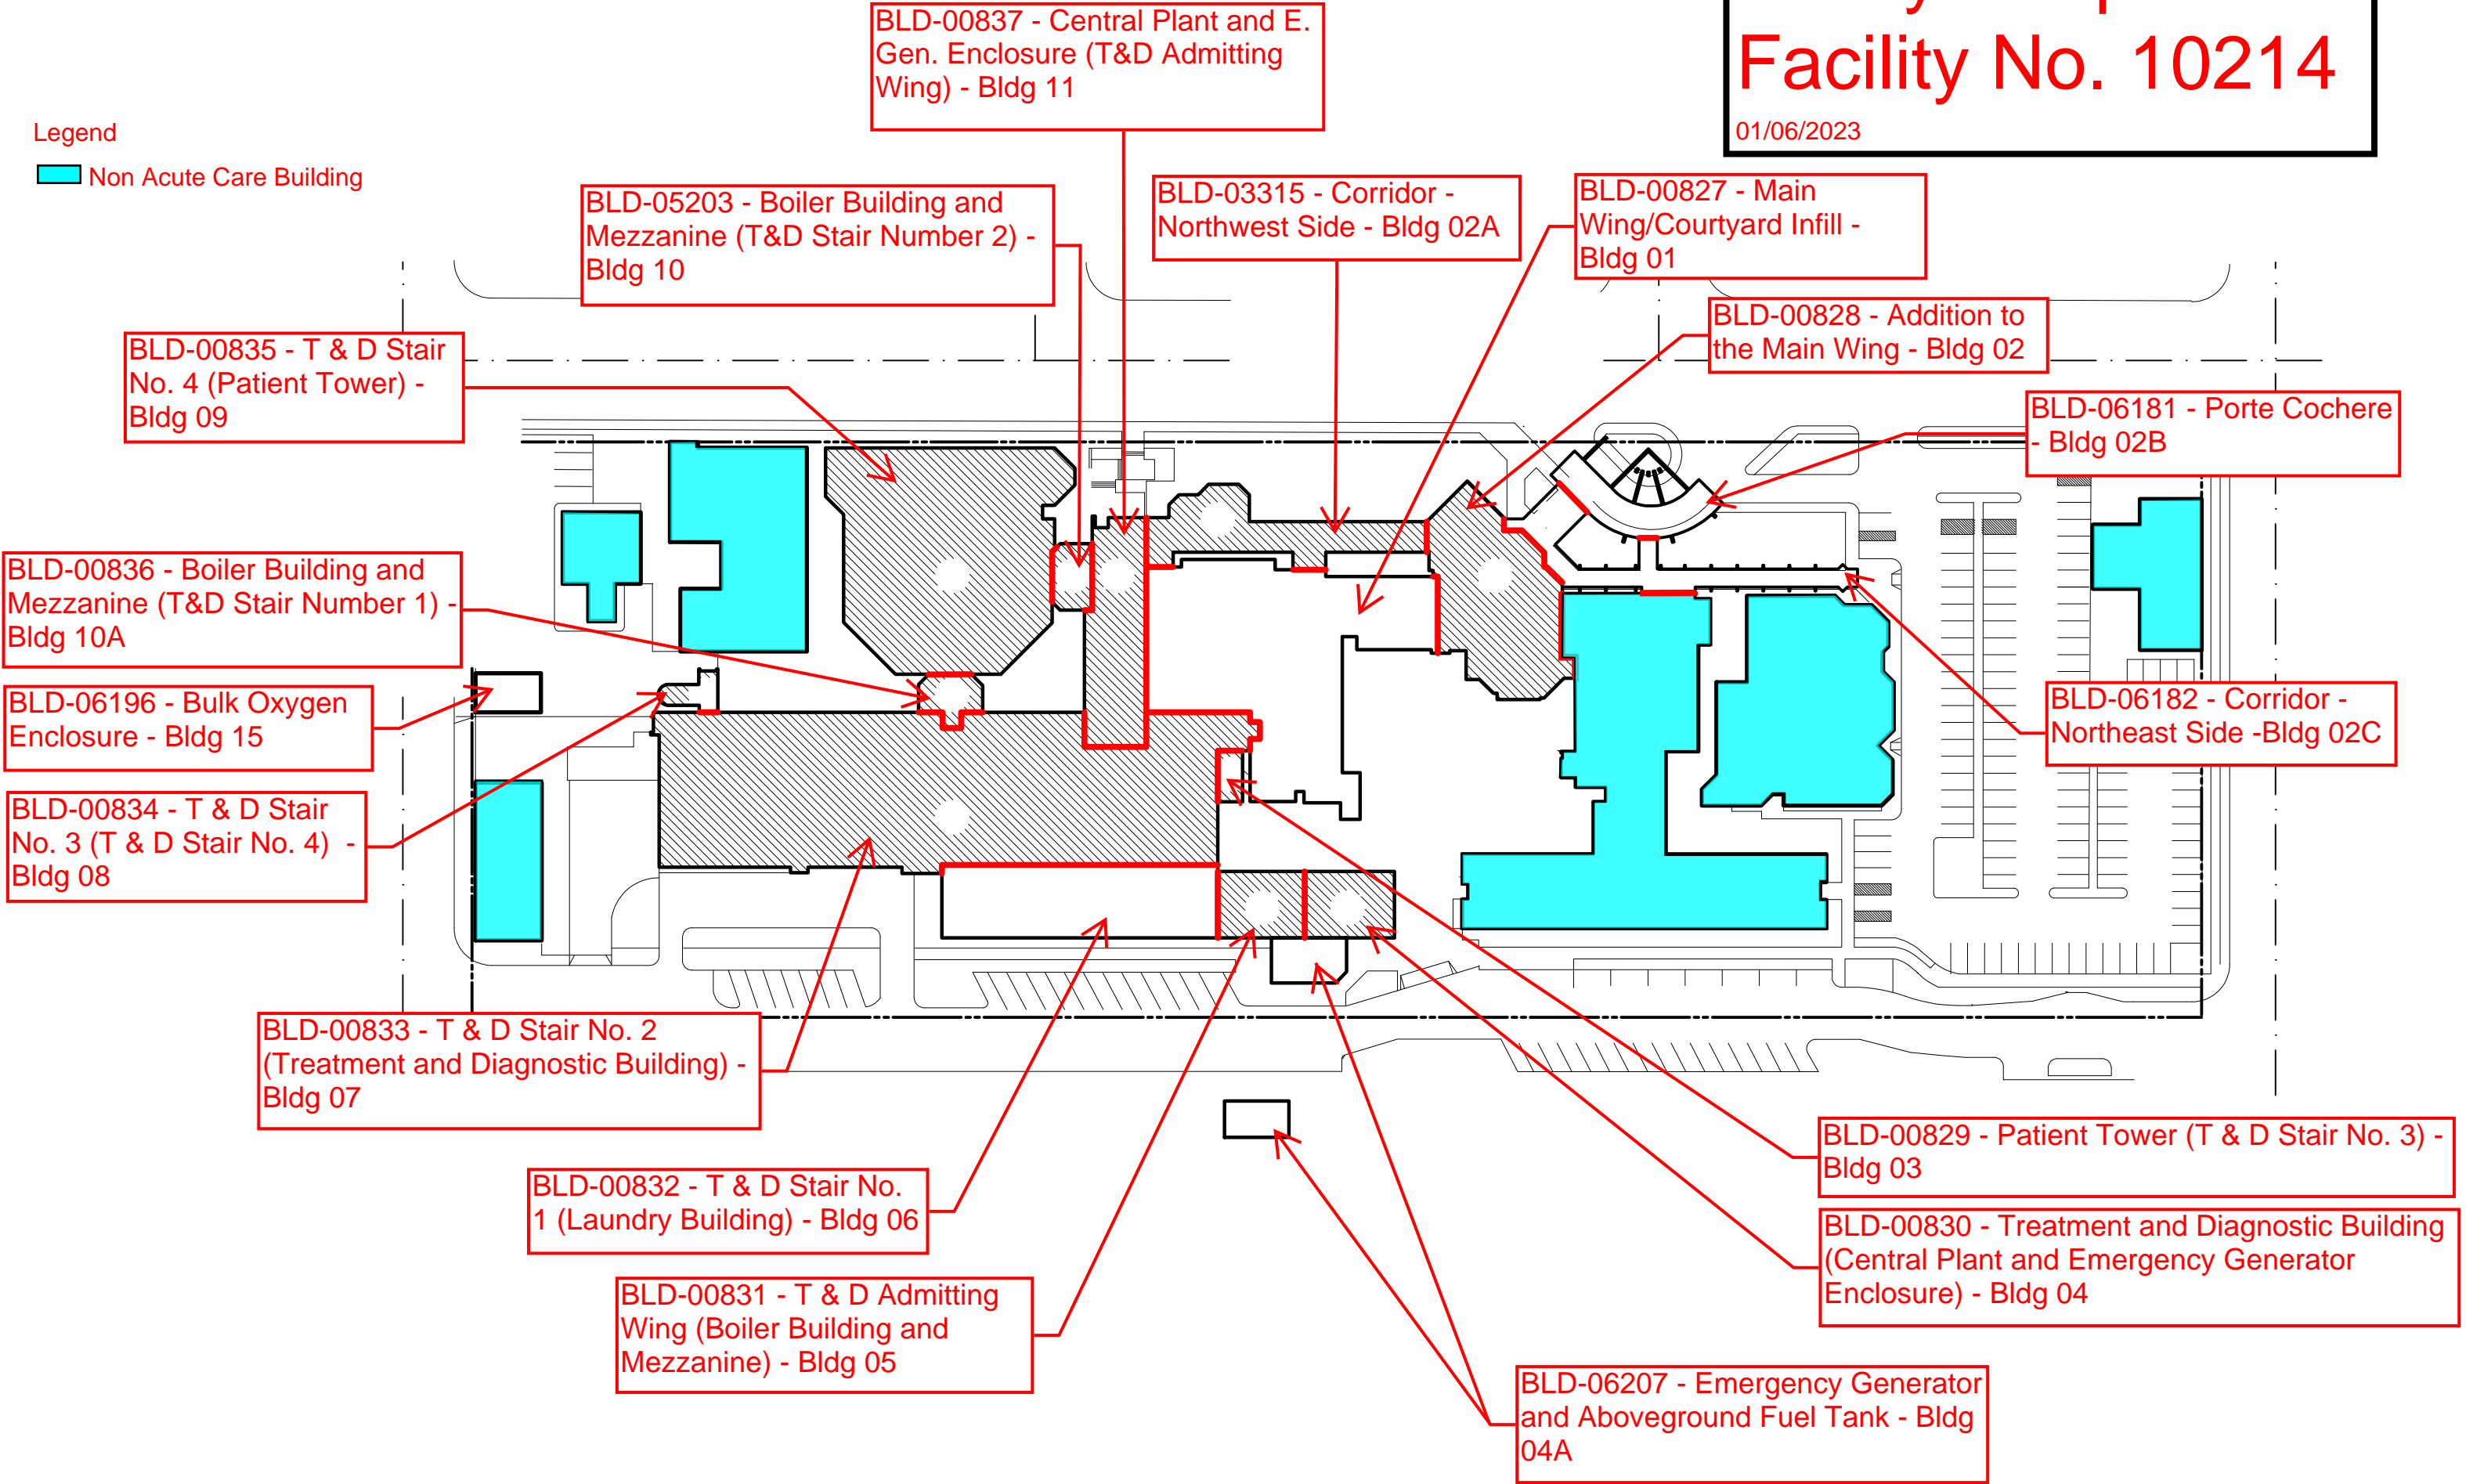 Facility No. 10214
01/06/2023
Legend
Non Acute Care Building
BLD-00837 - Central Plant and E.
Gen. Enclosure (T&D Admitting
Wing) - Bldg 11
BLD-05203 - Boiler Building and
Mezzanine (T&D Stair Number 2) -
Bldg 10
BLD-03315 - Corridor -
Northwest Side - Bldg 02A
BLD-00827 - Main
Wing/Courtyard Infill -
Bldg 01
BLD-00828 - Addition to
the Main Wing - Bldg 02
BLD-00835 - T & D Stair
No. 4 (Patient Tower) -
Bldg 09
BLD-06181 - Porte Cochere
- Bldg 02B
BLD-00836 - Boiler Building and
Mezzanine (T&D Stair Number 1) -
Bldg 10A
BLD-06196 - Bulk Oxygen
Enclosure - Bldg 15
BLD-06182 - Corridor -
Northeast Side -Bldg 02C
BLD-00834 - T & D Stair
No. 3 (T & D Stair No. 4) -
Bldg 08
BLD-00833 - T & D Stair No. 2
(Treatment and Diagnostic Building) -
Bldg 07
BLD-00829 - Patient Tower (T & D Stair No. 3) -
Bldg 03
BLD-00832 - T & D Stair No.
1 (Laundry Building) - Bldg 06
BLD-00830 - Treatment and Diagnostic Building
(Central Plant and Emergency Generator
Enclosure) - Bldg 04
BLD-00831 - T & D Admitting
Wing (Boiler Building and
Mezzanine) - Bldg 05
BLD-06207 - Emergency Generator
and Aboveground Fuel Tank - Bldg
04A